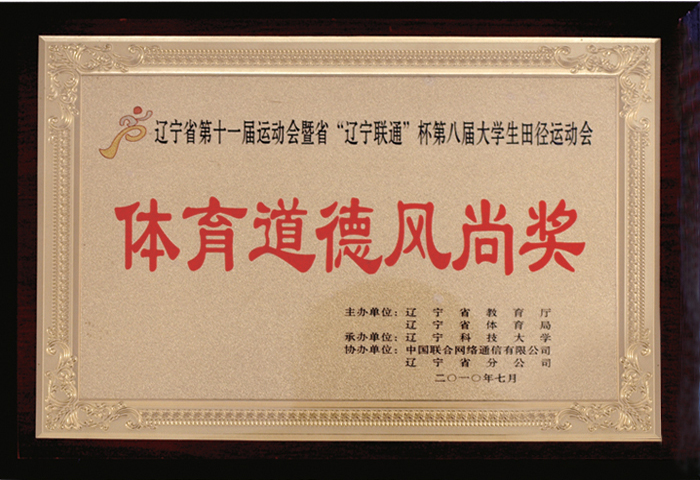 辽宁省第十一届运动会暨省“辽宁联通”杯第八届大学生田径运动会
体育道德风尚奖
主办单位：辽宁省教育厅
辽宁省体育局
承办单位：辽宁科技大学
协办单位：中国联合网络通信有限公司
辽宁省分公司
二〇一〇年七月